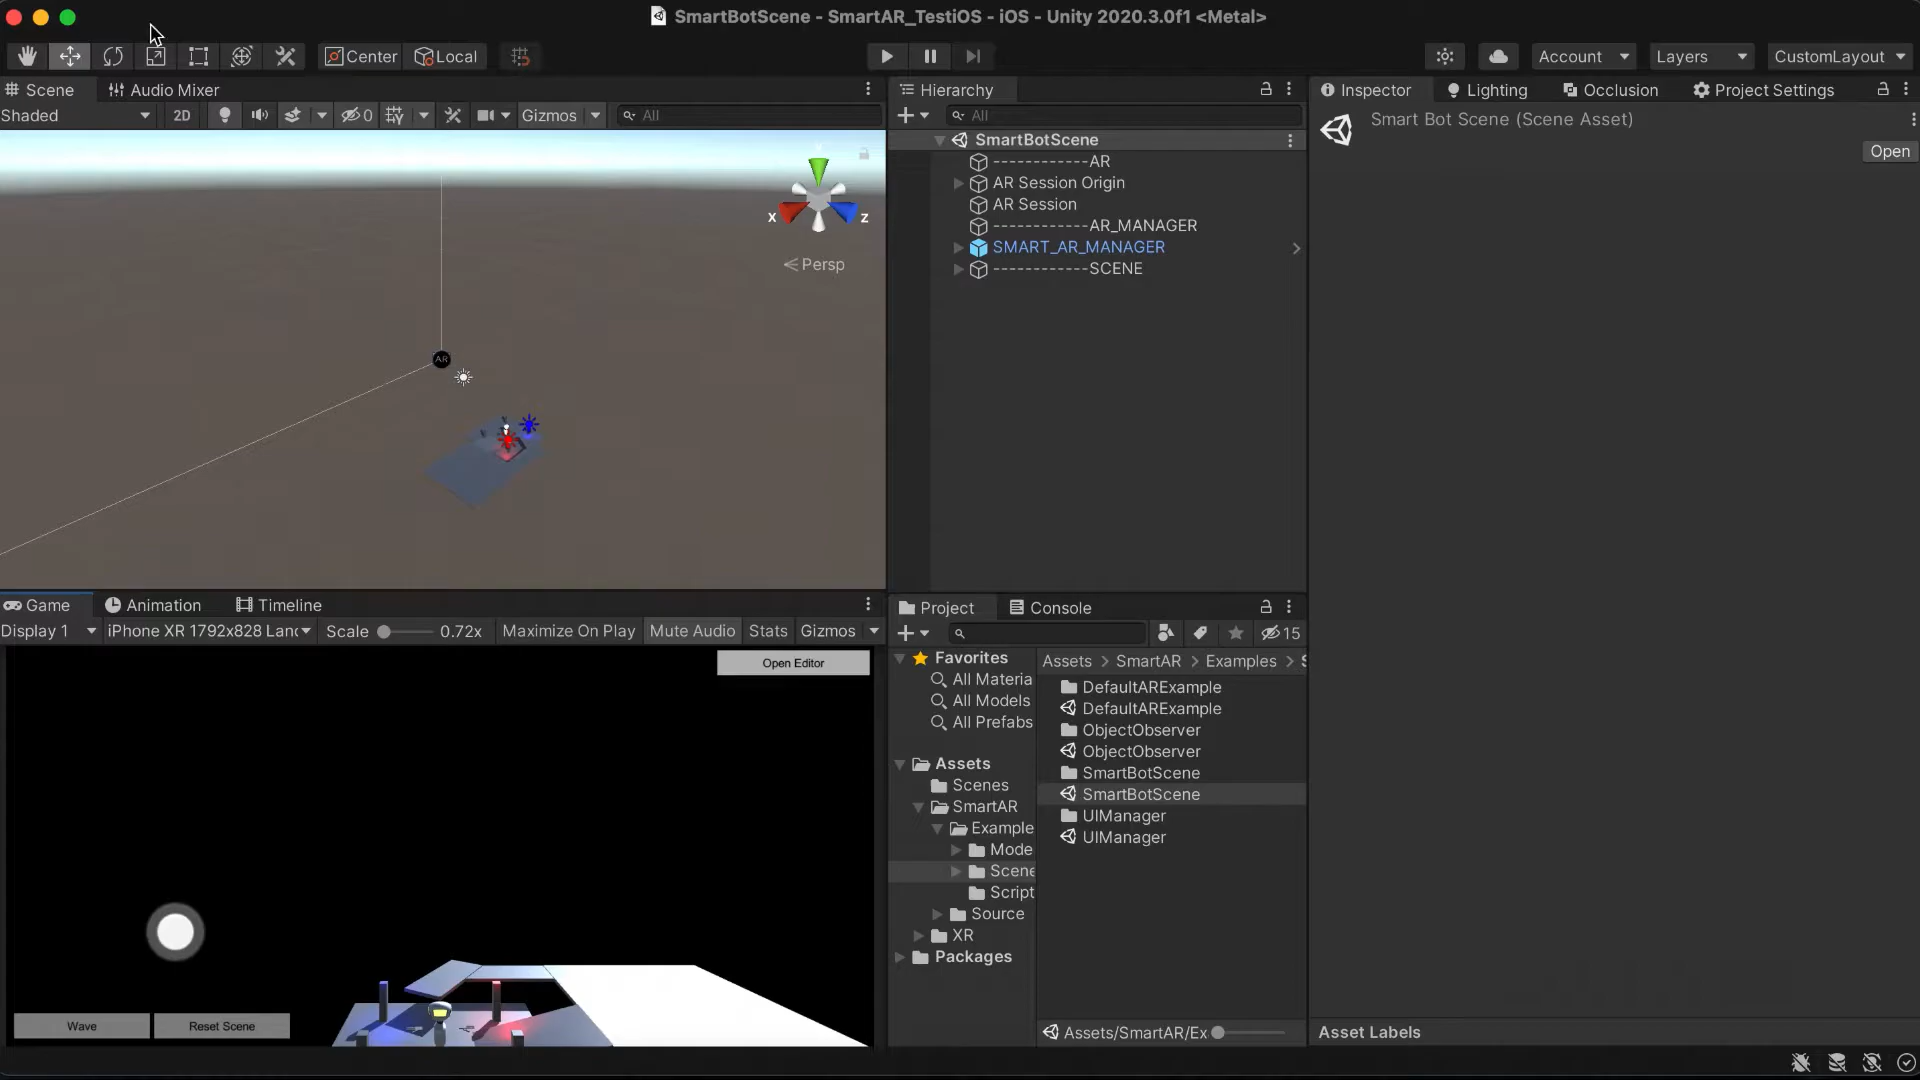 SmartBotScene - SmartAR_TestiOS - iOS - Unity 2020.3.0f1 <Metal>
Center
Local
Account
Layers
CustomLayout
Scene
Audio Mixer
Shaded
2D
0
Gizmos
All
X
Z
Persp
AR
Hierarchy
All
SmartBotScene
------------AR
AR Session Origin
AR Session
------------AR_MANAGER
SMART_AR_MANAGER
------------SCENE
Inspector
Lighting
Occlusion
Project Settings
Smart Bot Scene (Scene Asset)
Open
Game
Animation
Timeline
Display 1
iPhone XR 1792x828 Lanc
Scale
0.72x
Maximize On Play
Mute Audio
Stats
Gizmos
Open Editor
Wave
Reset Scene
Project
Console
15
Favorites
All Materia
All Models
All Prefabs
Assets
Scenes
SmartAR
Example
Mode
Scene
Script
Source
XR
Packages
Assets > SmartAR > Examples > S
DefaultARExample
DefaultARExample
ObjectObserver
ObjectObserver
SmartBotScene
SmartBotScene
UIManager
UIManager
Assets/SmartAR/Ex
Asset Labels